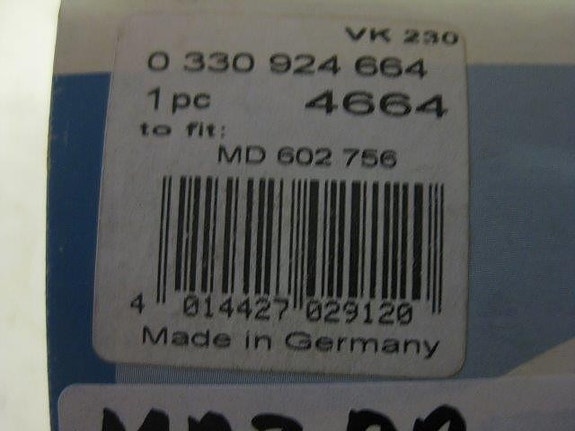 VK 230
0 330 924 664
1 pc 4664
to fit:
MD 602 756
4 014427 029120
Made in Germany